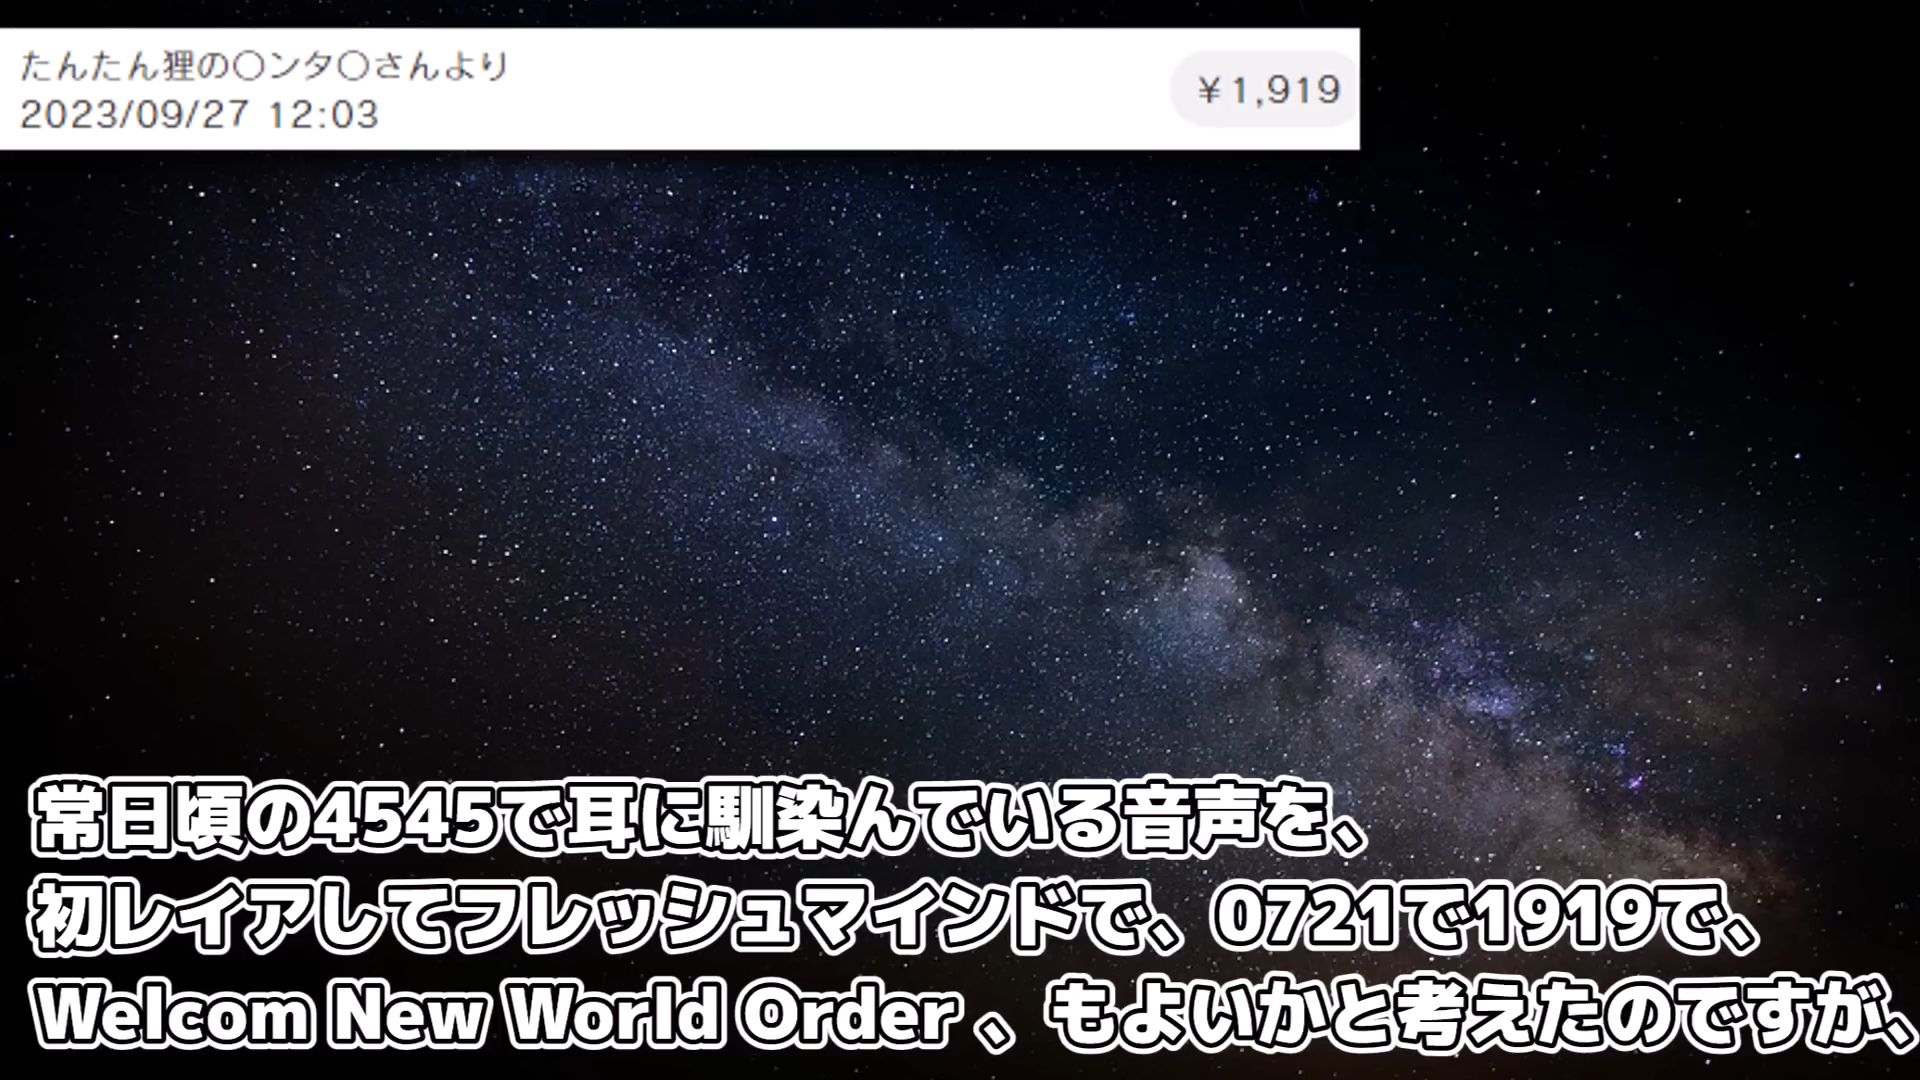 たんたん狸の〇ンタ〇さんより
2023/09/27 12:03
¥1,919
常日頃の4545で耳に馴染んでいる音声を、
初レイアしてフレッシュマインドで、0721で1919で、
Welcom New World Order 、もよいかと考えたのですが、